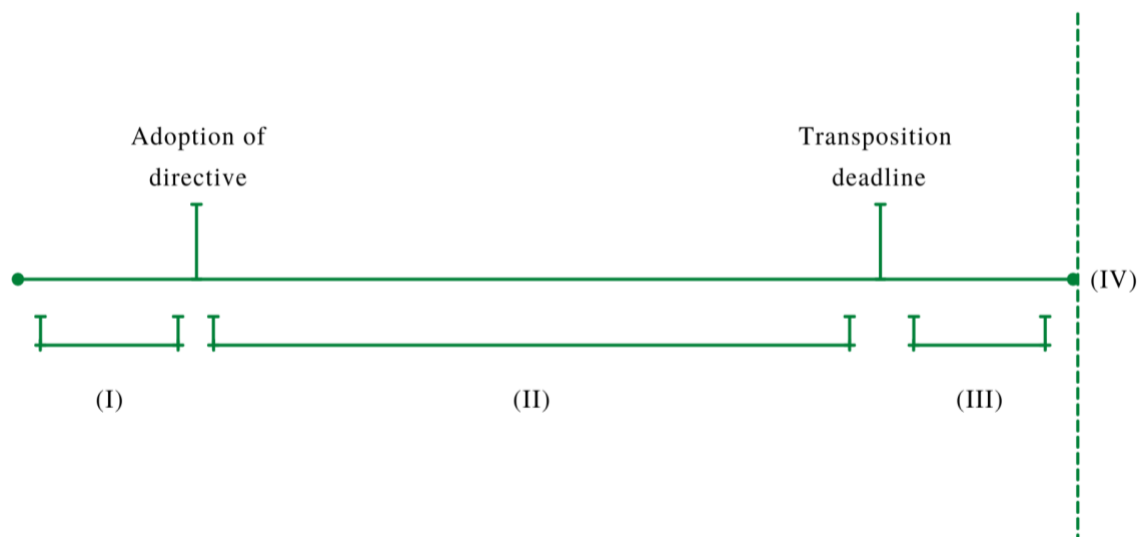 Adoption of
directive
Transposition
deadline
(IV)
(I)
(II)
(III)